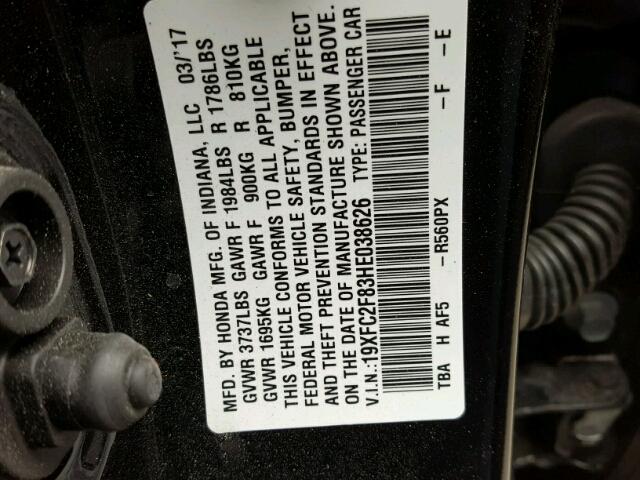 MFD. BY HONDA MFG. OF INDIANA, LLC 03/'17
GVWR 3737LBS GAWR F 1984LBS R 1786LBS
GVWR 1695KG GAWR F 900KG R 810KG
THIS VEHICLE CONFORMS TO ALL APPLICABLE
FEDERAL MOTOR VEHICLE SAFETY, BUMPER,
AND THEFT PREVENTION STANDARDS IN EFFECT
ON THE DATE OF MANUFACTURE SHOWN ABOVE.
V.I.N.:19XFC2F83HE038626 TYPE: PASSENGER CAR
TBA H AF5 –R560PX –F –E